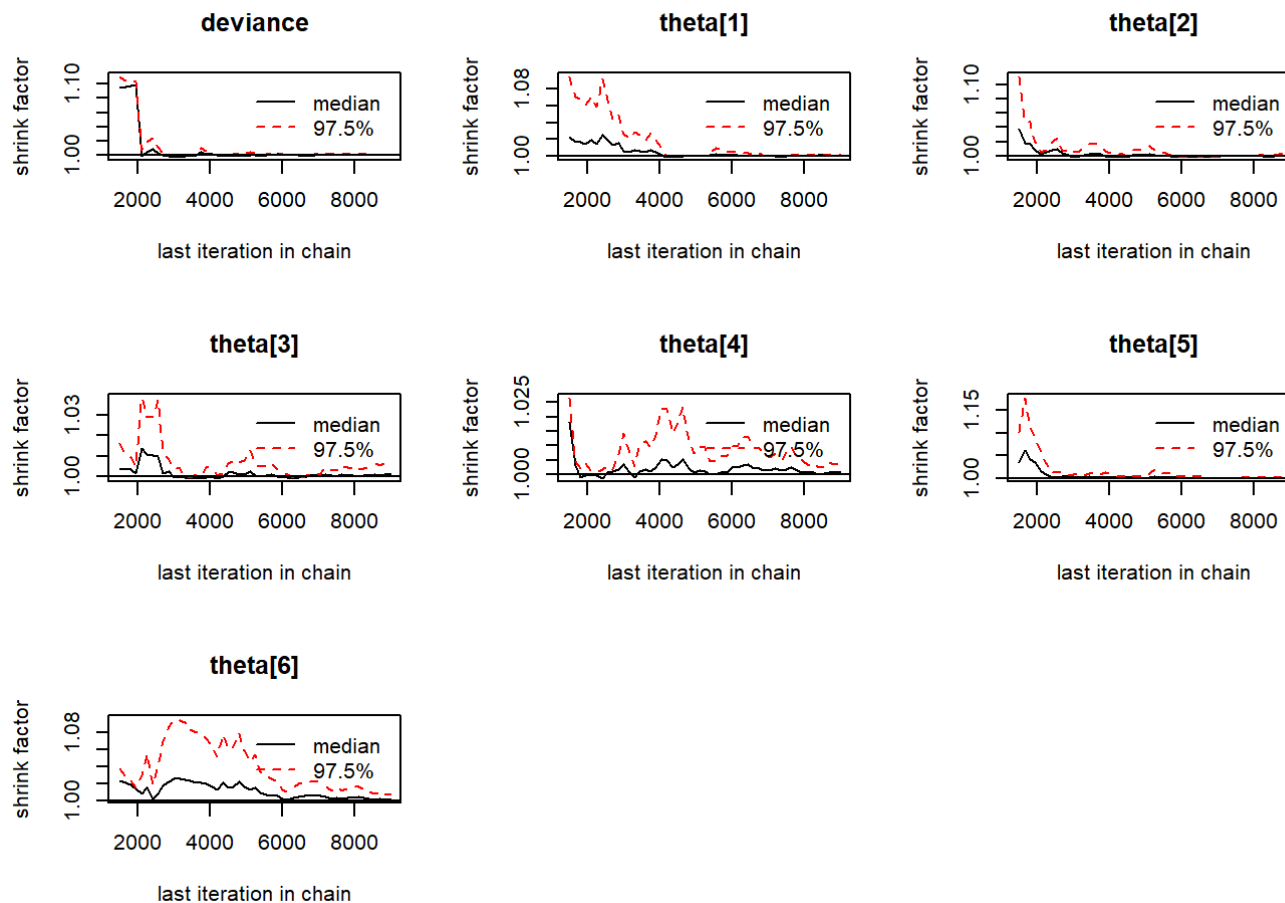 deviance
shrink factor
1.00 1.10
median
97.5%
2000 4000 6000 8000
last iteration in chain
theta[1]
shrink factor
1.00 1.08
median
97.5%
2000 4000 6000 8000
last iteration in chain
theta[2]
shrink factor
1.00 1.10
median
97.5%
2000 4000 6000 8000
last iteration in chain
theta[3]
shrink factor
1.00 1.03
median
97.5%
2000 4000 6000 8000
last iteration in chain
theta[4]
shrink factor
1.000 1.025
median
97.5%
2000 4000 6000 8000
last iteration in chain
theta[5]
shrink factor
1.00 1.15
median
97.5%
2000 4000 6000 8000
last iteration in chain
theta[6]
shrink factor
1.00 1.08
median
97.5%
2000 4000 6000 8000
last iteration in chain